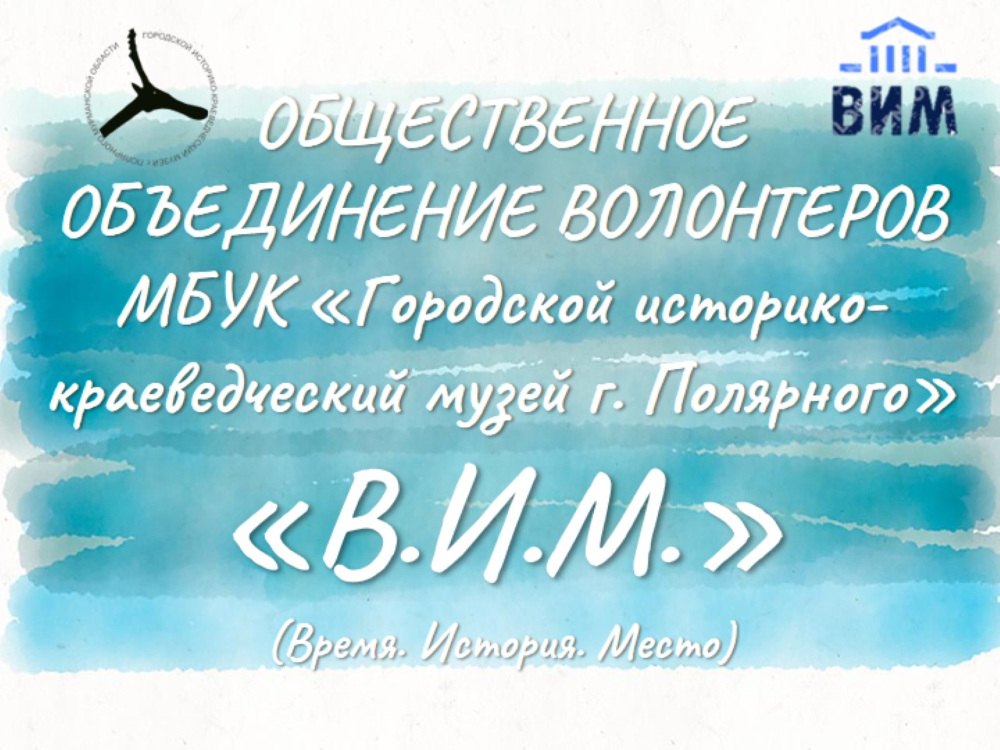 ГОРОДСКОЙ ИСТОРИКО-КРАЕВЕДЧЕСКИЙ МУЗЕЙ г. ПОЛЯРНОГО МУРМАНСКОЙ ОБЛАСТИ
ВИМ
ОБЩЕСТВЕННОЕ
ОБЪЕДИНЕНИЕ ВОЛОНТЕРОВ
МБУК «Городской историко-
краеведческий музей г. Полярного»
«В.И.М.»
(Время. История. Место)